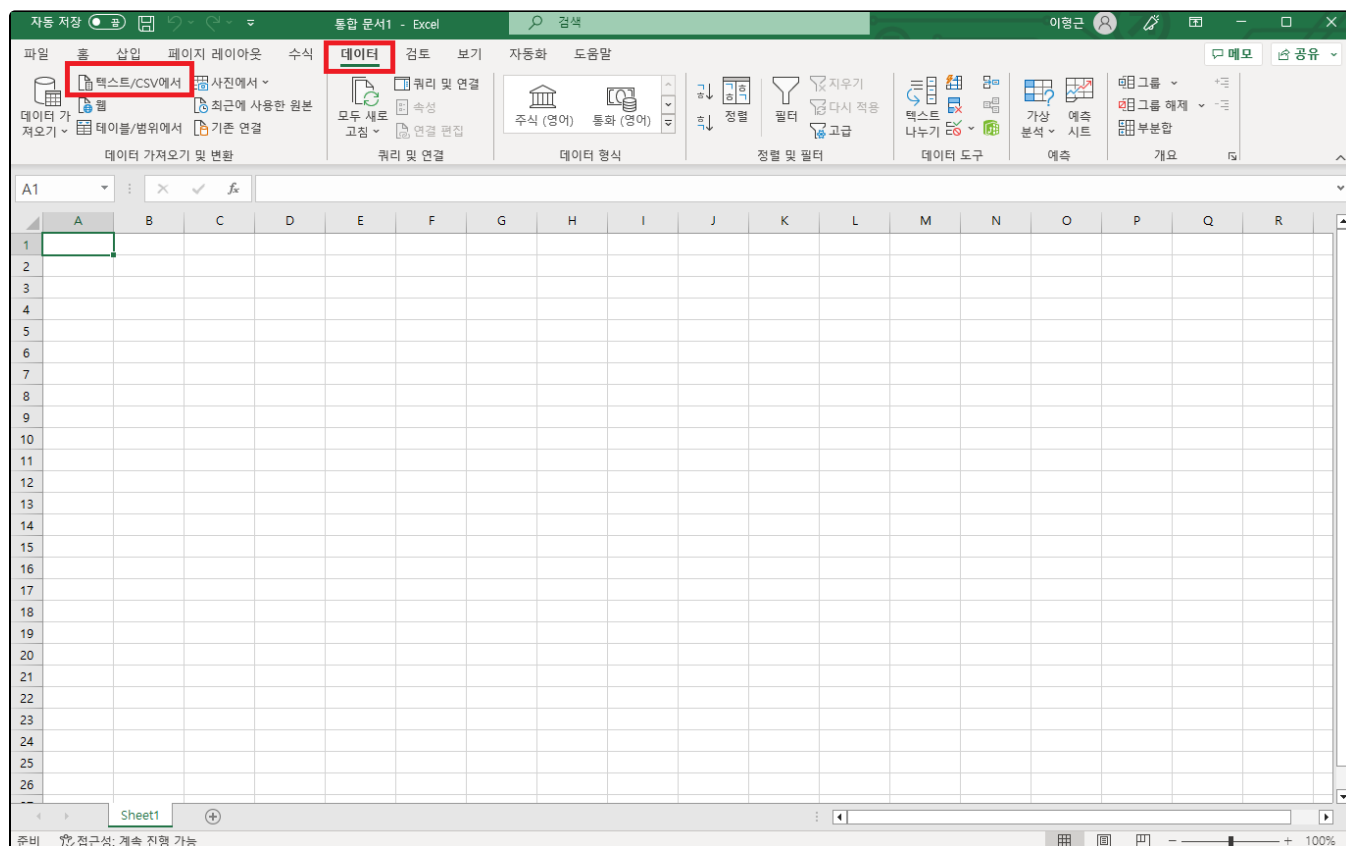 자동 저장 통합 문서1 - Excel 검색 이형근
파일 홈 삽입 페이지 레이아웃 수식 데이터 검토 보기 자동화 도움말 메모 공유
데이터 가져오기
텍스트/CSV에서
웹
테이블/범위에서
사진에서
최근에 사용한 원본
기존 연결
데이터 가져오기 및 변환
모두 새로 고침
쿼리 및 연결
속성
연결 편집
쿼리 및 연결
주식 (영어) 통화 (영어)
데이터 형식
정렬
필터
지우기
다시 적용
고급
정렬 및 필터
텍스트 나누기
데이터 도구
가상 분석
예측 시트
예측
그룹
그룹 해제
부분합
개요
A1 fx
A B C D E F G H I J K L M N O P Q R
1
2
3
4
5
6
7
8
9
10
11
12
13
14
15
16
17
18
19
20
21
22
23
24
25
26
Sheet1
준비 접근성: 계속 진행 가능 100%